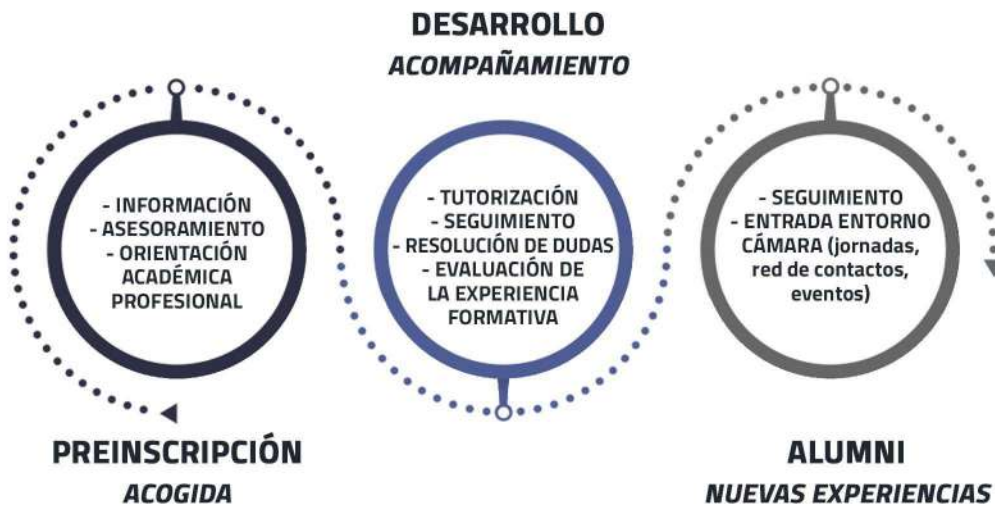 DESARROLLO
ACOMPAÑAMIENTO
- INFORMACIÓN
- ASESORAMIENTO
- ORIENTACIÓN
ACADÉMICA
PROFESIONAL
- TUTORIZACIÓN
- SEGUIMIENTO
- RESOLUCIÓN DE DUDAS
- EVALUACIÓN DE
LA EXPERIENCIA
FORMATIVA
- SEGUIMIENTO
- ENTRADA ENTORNO
CÁMARA (jornadas,
red de contactos,
eventos)
PREINSCRIPCIÓN
ACOGIDA
ALUMNI
NUEVAS EXPERIENCIAS